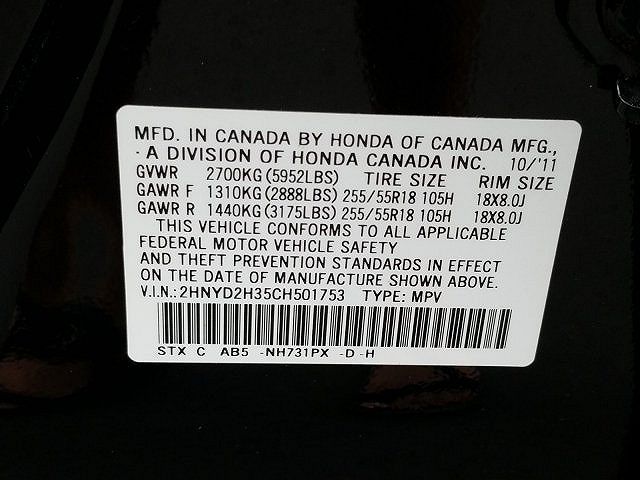 MFD. IN CANADA BY HONDA OF CANADA MFG.,
- A DIVISION OF HONDA CANADA INC. 10/'11
GVWR 2700KG (5952LBS) TIRE SIZE RIM SIZE
GAWR F 1310KG (2888LBS) 255/55R18 105H 18X8.0J
GAWR R 1440KG (3175LBS) 255/55R18 105H 18X8.0J
THIS VEHICLE CONFORMS TO ALL APPLICABLE
FEDERAL MOTOR VEHICLE SAFETY
AND THEFT PREVENTION STANDARDS IN EFFECT
ON THE DATE OF MANUFACTURE SHOWN ABOVE.
V.I.N.: 2HNYD2H35CH501753 TYPE: MPV
STX C AB5 -NH731PX -D -H